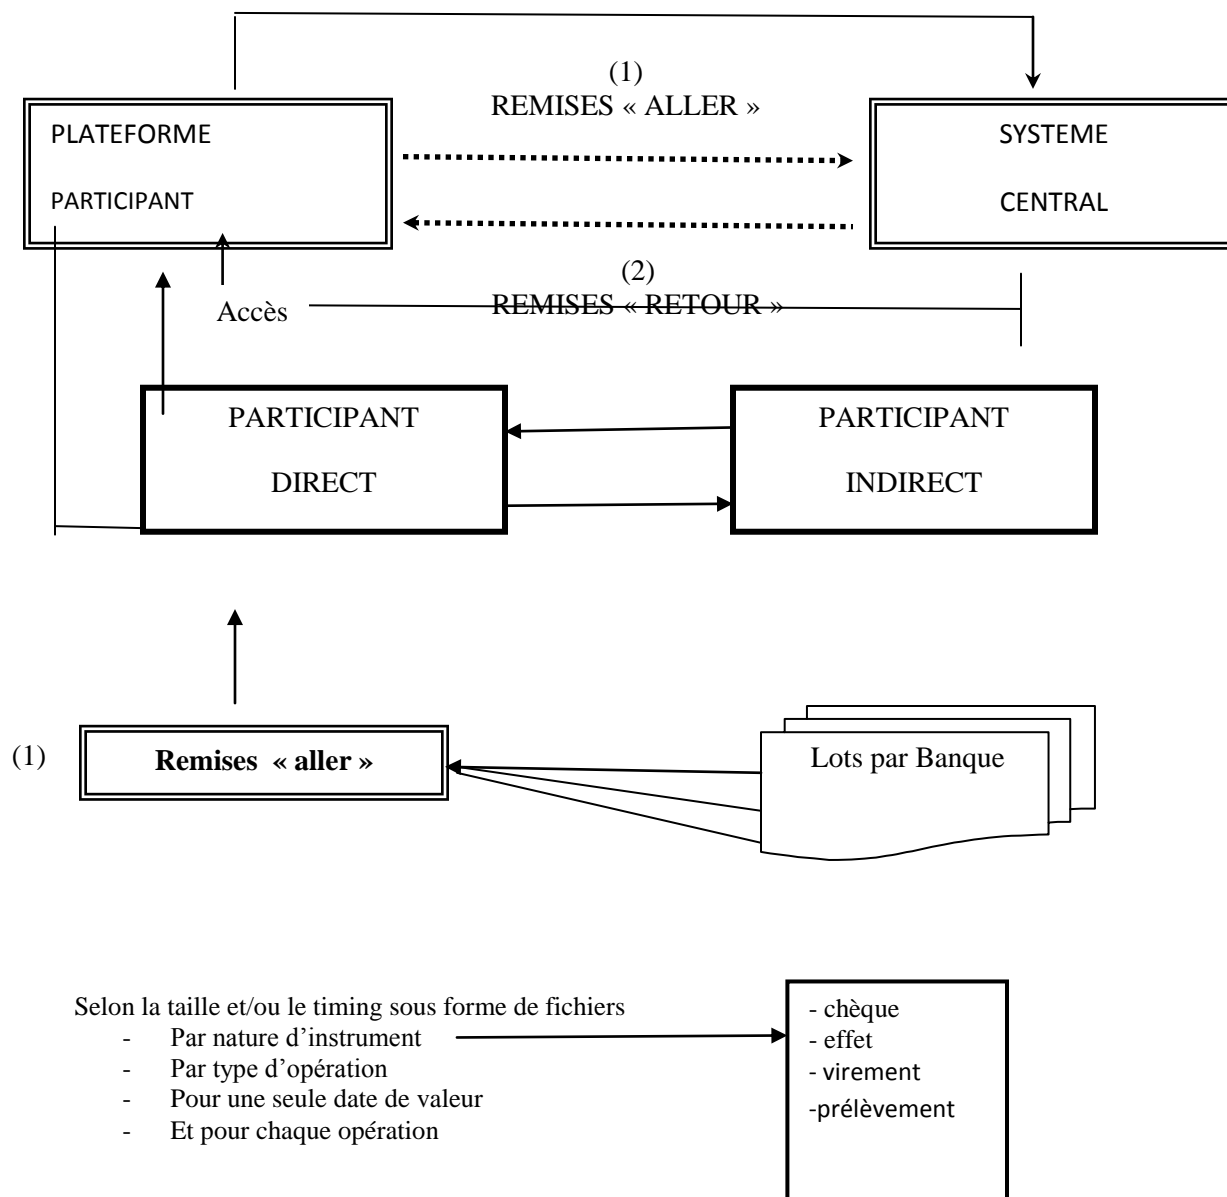 (1)
REMISES « ALLER »
PLATEFORME
PARTICIPANT
SYSTEME
CENTRAL
(2)
REMISES « RETOUR »
Accès
PARTICIPANT
DIRECT
PARTICIPANT
INDIRECT
(1)
Remises « aller »
Lots par Banque
Selon la taille et/ou le timing sous forme de fichiers
- Par nature d’instrument
- Par type d’opération
- Pour une seule date de valeur
- Et pour chaque opération
- chèque
- effet
- virement
-prélèvement